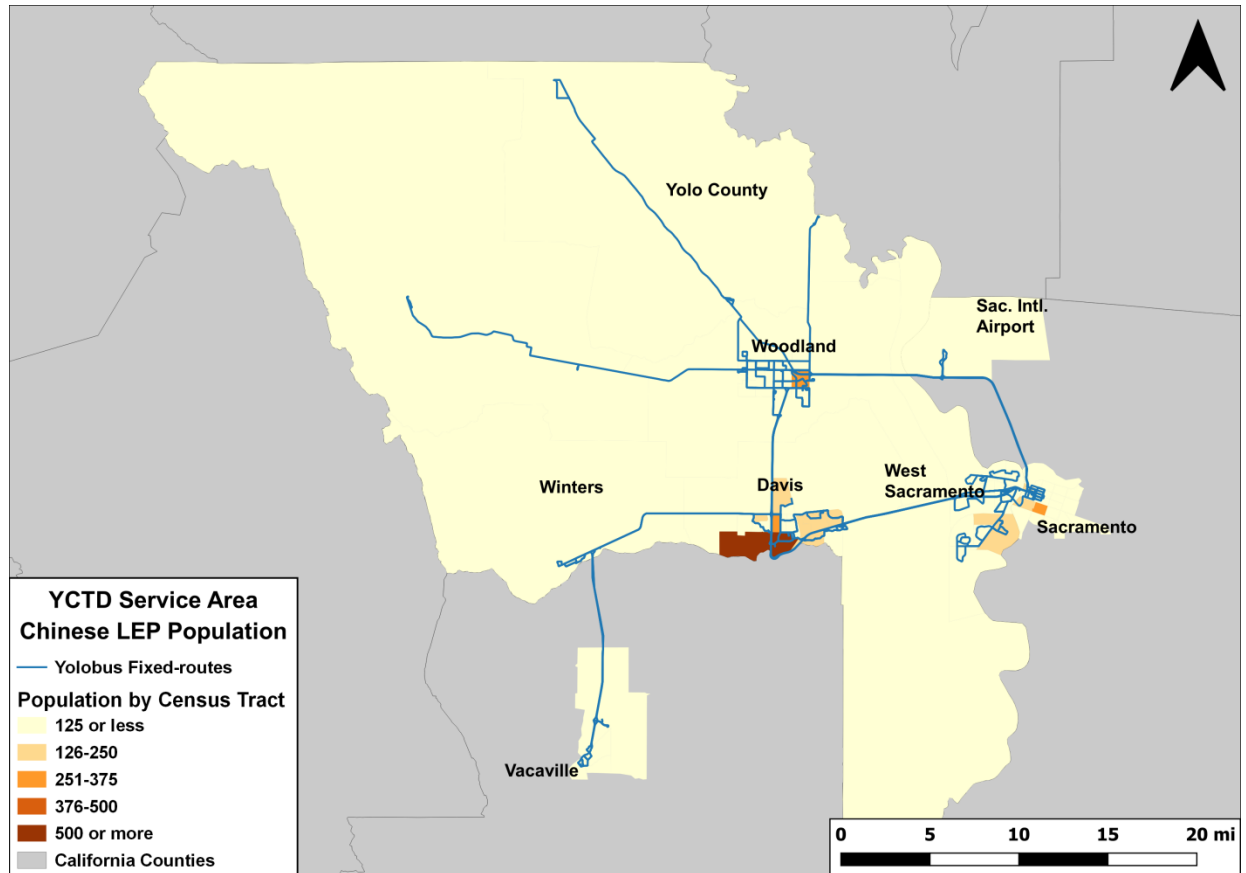 Yolo County
Sac. Intl.
Airport
Woodland
Winters
Davis
West
Sacramento
Sacramento
Vacaville
YCTD Service Area
Chinese LEP Population
Yolobus Fixed-routes
Population by Census Tract
125 or less
126-250
251-375
376-500
500 or more
California Counties
0 5 10 15 20 mi